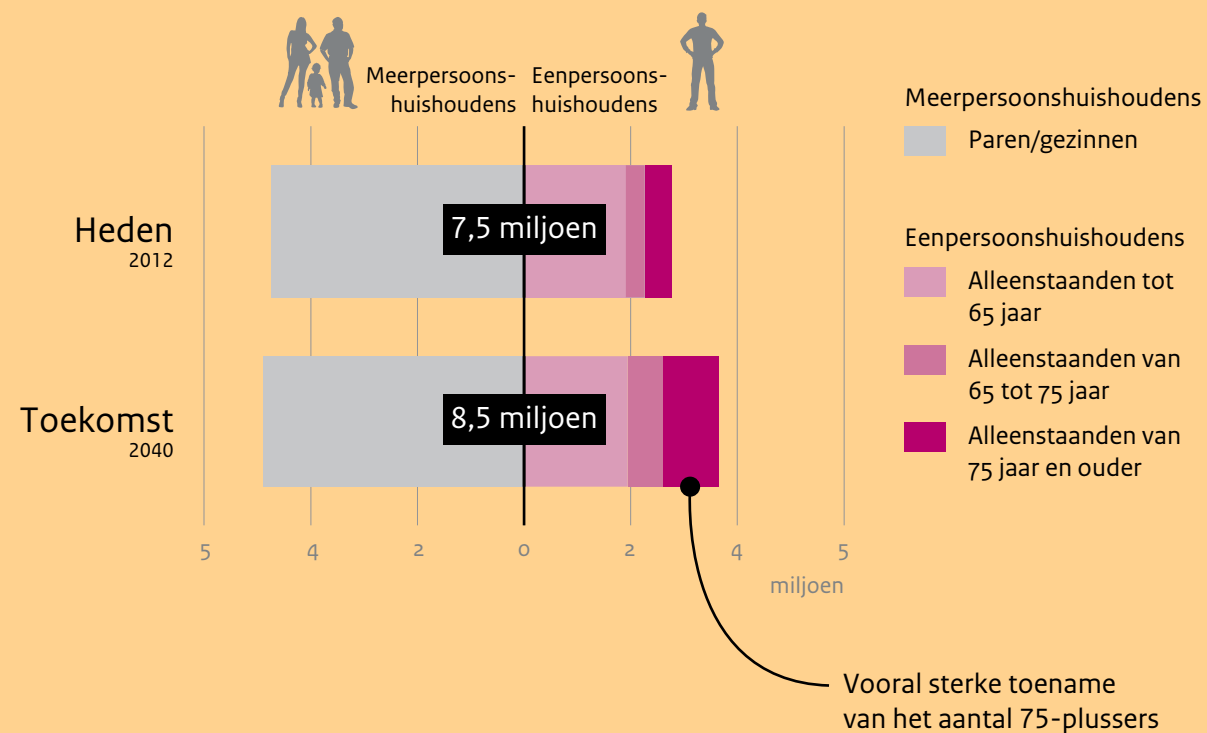 Meerpersoons-
huishoudens
Eenpersoons-
huishoudens
Heden
2012
7,5 miljoen
Toekomst
2040
8,5 miljoen
5 4 2 0 2 4 5
miljoen
Vooral sterke toename
van het aantal 75-plussers
Meerpersoonshuishoudens
Paren/gezinnen
Eenpersoonshuishoudens
Alleenstaanden tot
65 jaar
Alleenstaanden van
65 tot 75 jaar
Alleenstaanden van
75 jaar en ouder